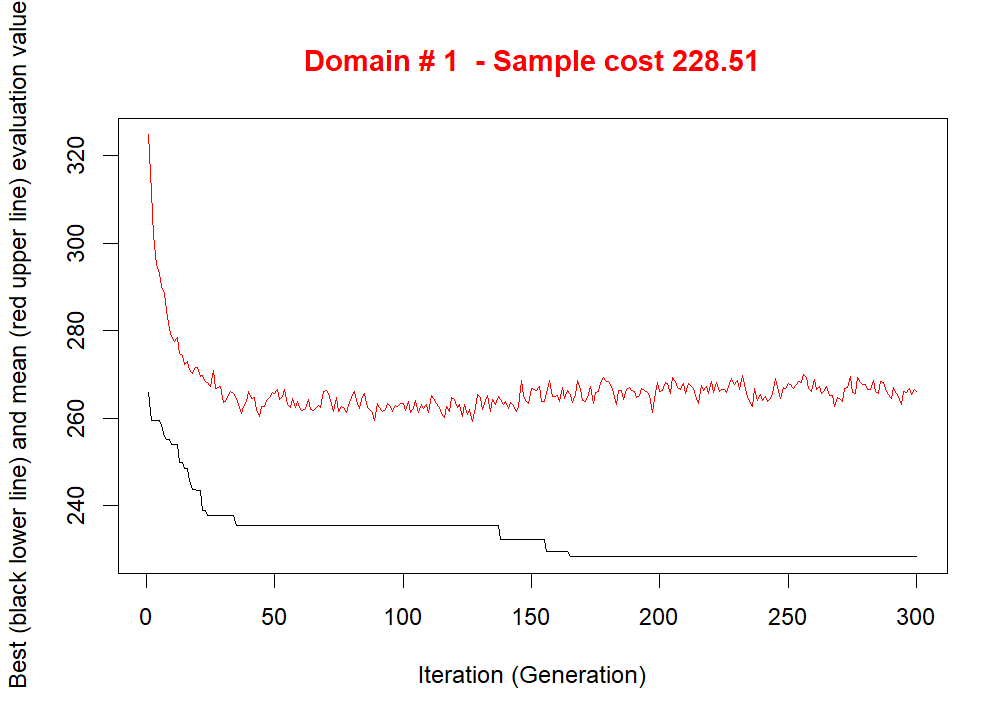 Domain # 1  - Sample cost 228.51
Best (black lower line) and mean (red upper line) evaluation value
320
300
280
260
240
0 50 100 150 200 250 300
Iteration (Generation)